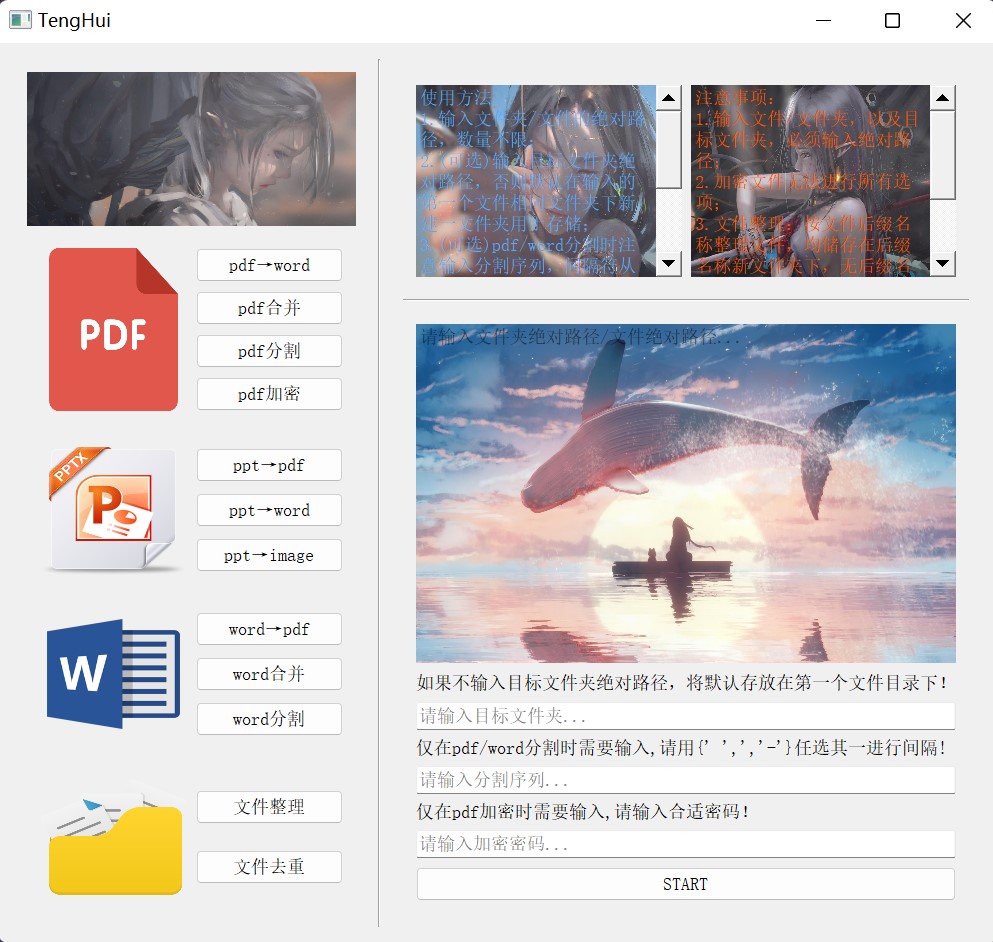 TengHui
PDF
pdf→word
pdf合并
pdf分割
pdf加密
PPTX
P
ppt→pdf
ppt→word
ppt→image
W
word→pdf
word合并
word分割
文件整理
文件去重
使用方法
输入文件夹/文件的绝对路
径，数量不限
2.(可选)输入目标文件夹绝
对路径，否则默认在输入的
第一个文件相同文件夹下新
建一文件夹用于存储；
(可选)pdf/word分割时注
意输入分割序列，间隔符从
注意事项：
1.输入文件/文件夹，以及目
标文件夹，必须输入绝对路
径；
2.加密文件无法进行所有选
项；
3.文件整理：按文件后缀名
称整理文件，均储存在后缀
名称新文件夹下，无后缀名
请输入文件夹绝对路径/文件绝对路径...
如果不输入目标文件夹绝对路径，将默认存放在第一个文件目录下！
请输入目标文件夹...
仅在pdf/word分割时需要输入,请用{' ',',','-'}任选其一进行间隔！
请输入分割序列...
仅在pdf加密时需要输入,请输入合适密码！
请输入加密密码...
START